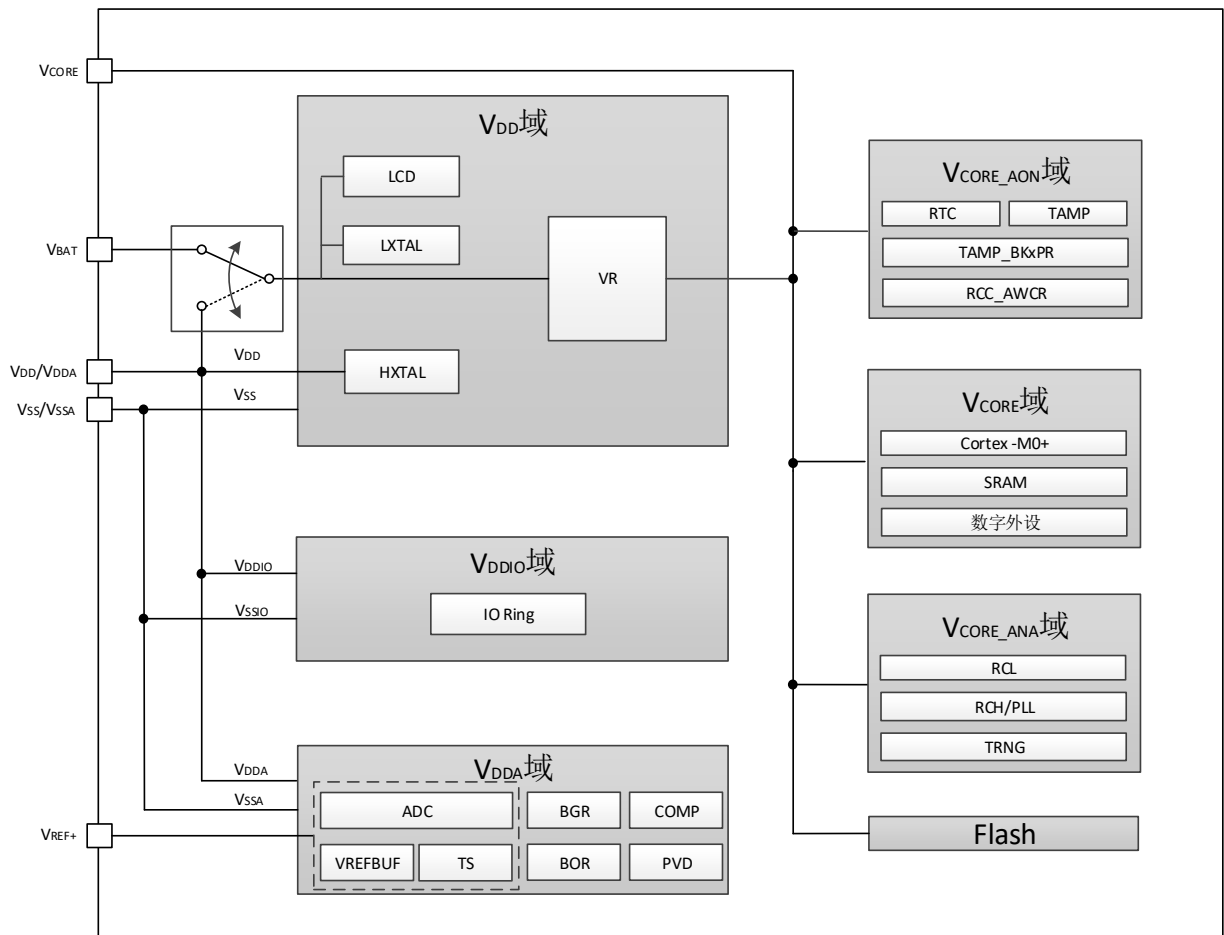 VCORE
VDD域
LCD
VCORE_AON域
RTC
TAMP
VBAT
LXTAL
VR
TAMP_BKxPR
RCC_AWCR
VDD
VDD/VDDA
HXTAL
VSS/VSSA
VSS
VCORE域
Cortex -M0+
SRAM
数字外设
VDDIO
VDDIO域
VSSIO
IO Ring
VCORE_ANA域
RCL
RCH/PLL
TRNG
VDDA
VDDA域
VSSA
ADC
BGR
COMP
VREF+
VREFBUF
TS
BOR
PVD
Flash